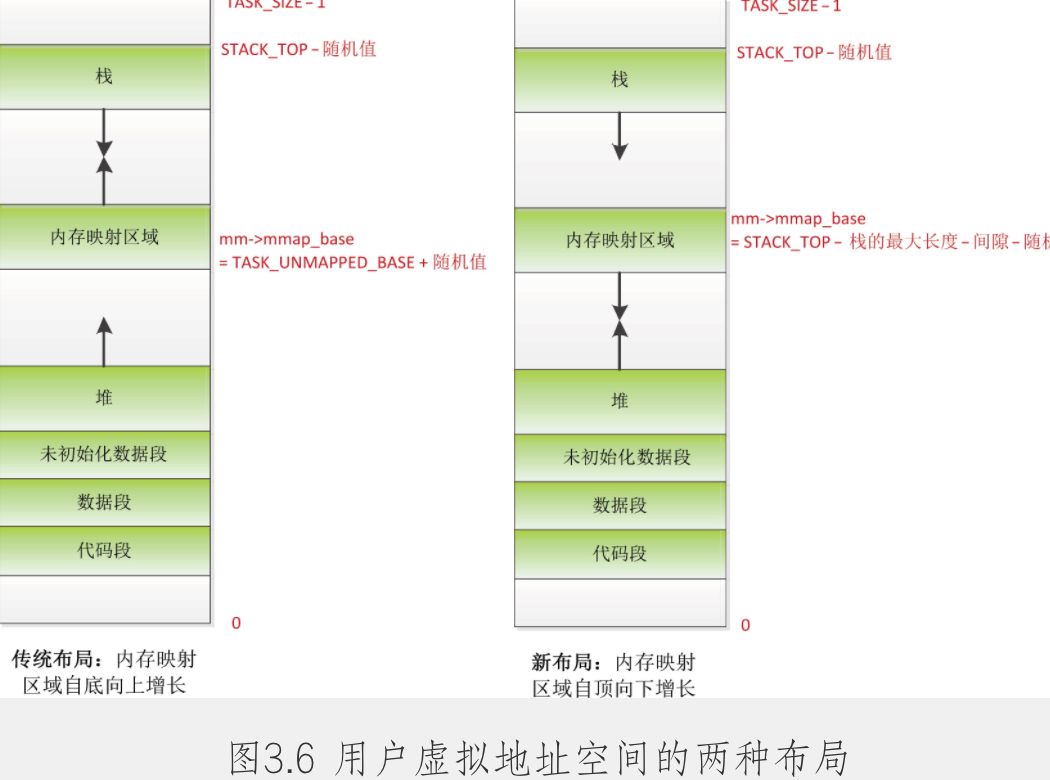 TASK_SIZE – 1
STACK_TOP – 随机值
栈
内存映射区域
mm->mmap_base
= TASK_UNMAPPED_BASE + 随机值
堆
未初始化数据段
数据段
代码段
0
传统布局：内存映射
区域自底向上增长
TASK_SIZE – 1
STACK_TOP – 随机值
栈
内存映射区域
mm->mmap_base
= STACK_TOP – 栈的最大长度 – 间隙 – 随
堆
未初始化数据段
数据段
代码段
0
新布局：内存映射
区域自顶向下增长
图3.6 用户虚拟地址空间的两种布局